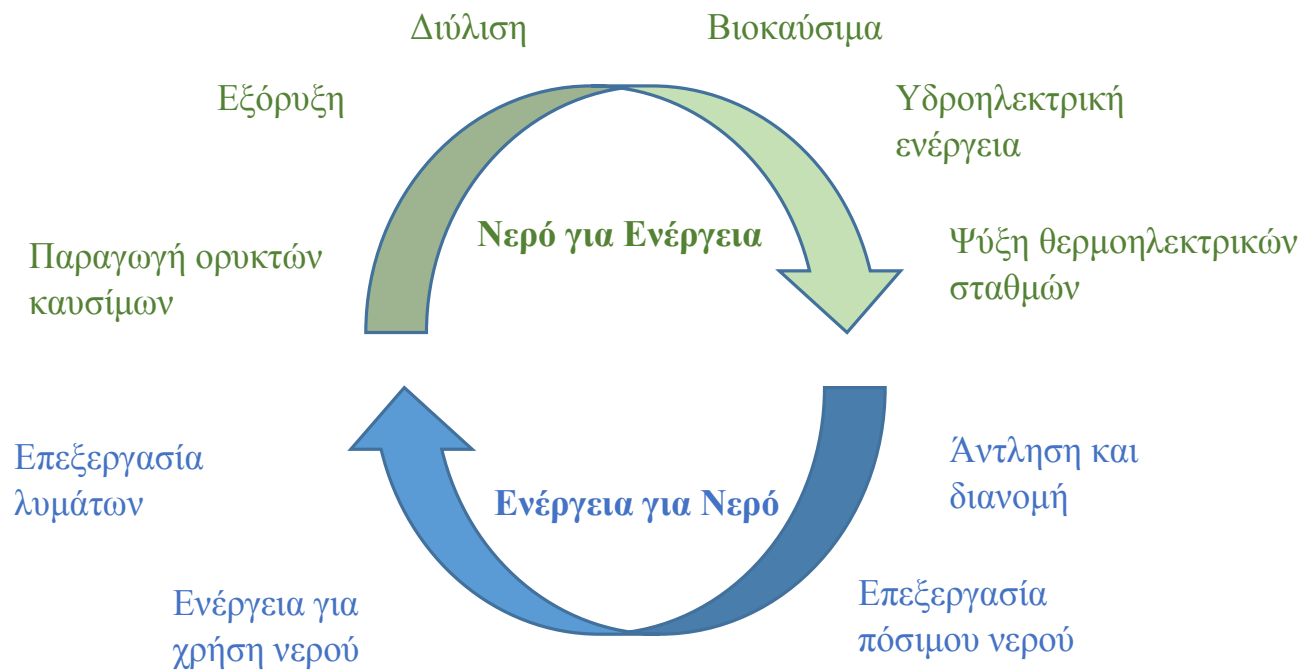 Διύλιση
Βιοκαύσιμα
Εξόρυξη
Υδροηλεκτρική
ενέργεια
Νερό για Ενέργεια
Παραγωγή ορυκτών
καυσίμων
Ψύξη θερμοηλεκτρικών
σταθμών
Επεξεργασία
λυμάτων
Άντληση και
διανομή
Ενέργεια για Νερό
Ενέργεια για
χρήση νερού
Επεξεργασία
πόσιμου νερού